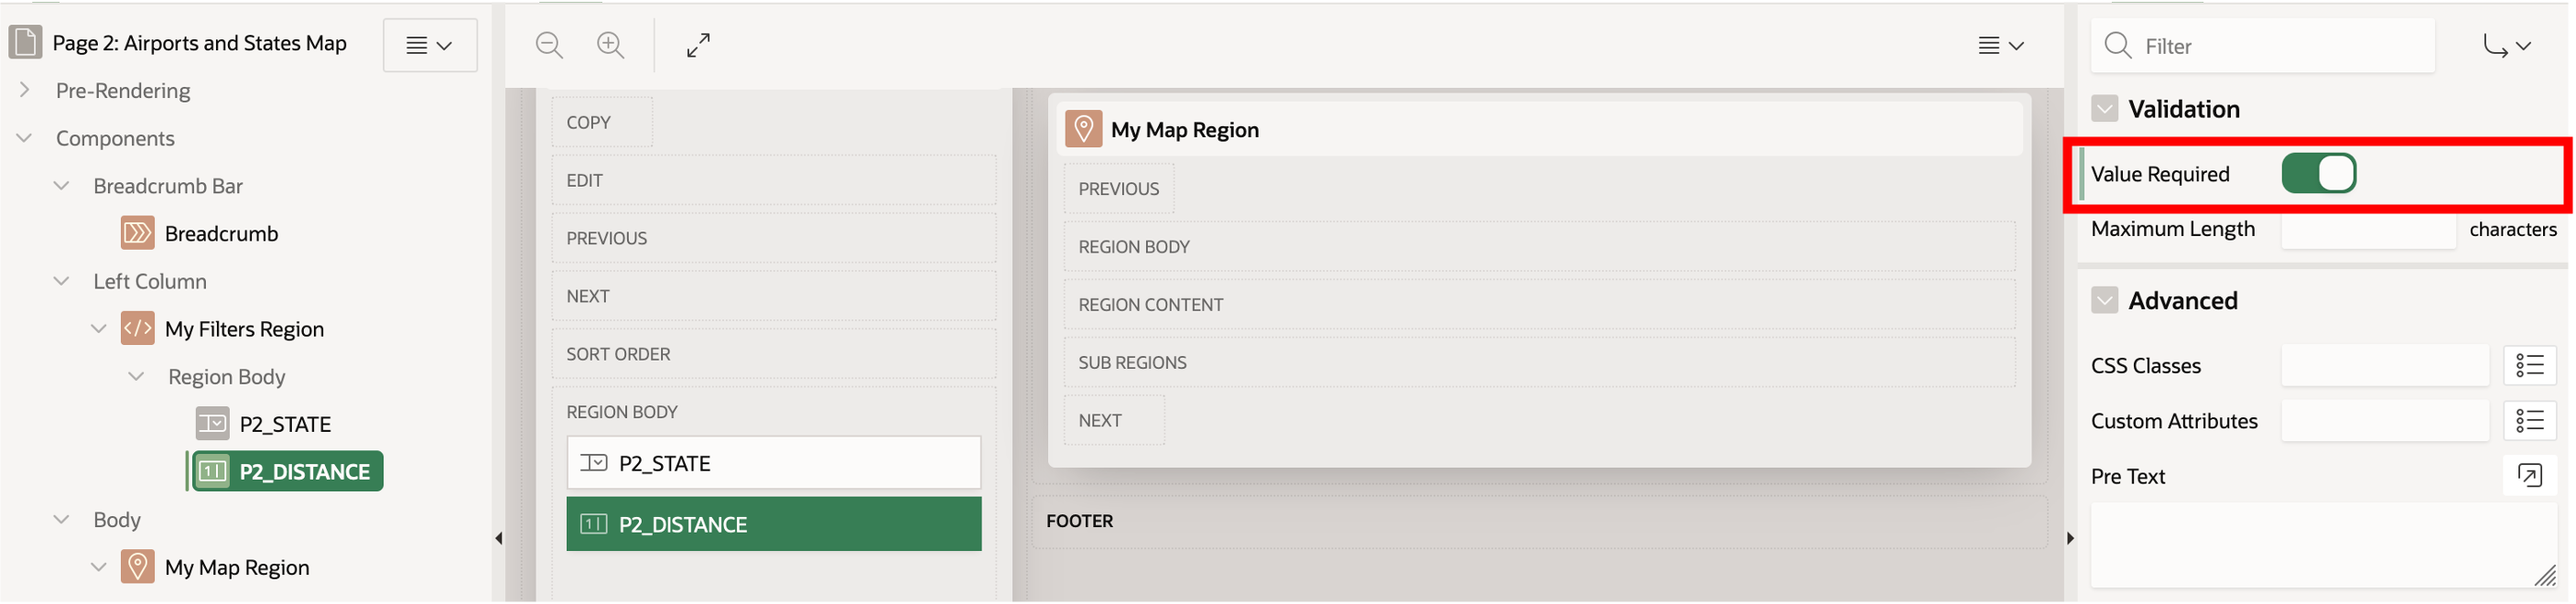 Page 2: Airports and States Map
Pre-Rendering
Components
Breadcrumb Bar
Breadcrumb
Left Column
My Filters Region
Region Body
P2_STATE
P2_DISTANCE
Body
My Map Region
COPY
EDIT
PREVIOUS
NEXT
SORT ORDER
REGION BODY
P2_STATE
P2_DISTANCE
My Map Region
PREVIOUS
REGION BODY
REGION CONTENT
SUB REGIONS
NEXT
FOOTER
Filter
Validation
Value Required
Maximum Length characters
Advanced
CSS Classes
Custom Attributes
Pre Text